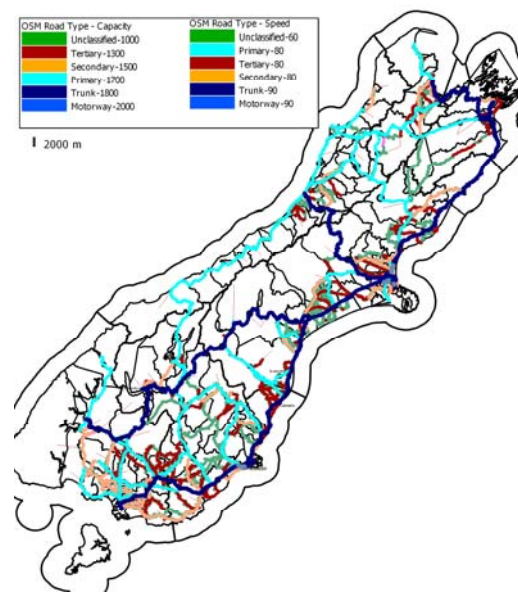 OSM Road Type - Capacity
Unclassified-1000
Tertiary-1300
Secondary-1500
Primary-1700
Trunk-1800
Motorway-2000
OSM Road Type - Speed
Unclassified-60
Primary-80
Tertiary-80
Secondary-80
Trunk-90
Motorway-90
2000 m